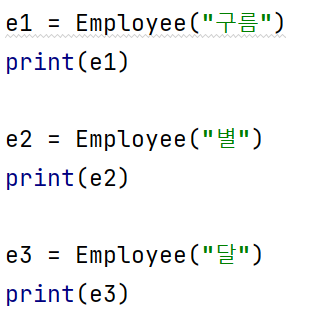 e1 = Employee("구름")
print(e1)
e2 = Employee("별")
print(e2)
e3 = Employee("달")
print(e3)